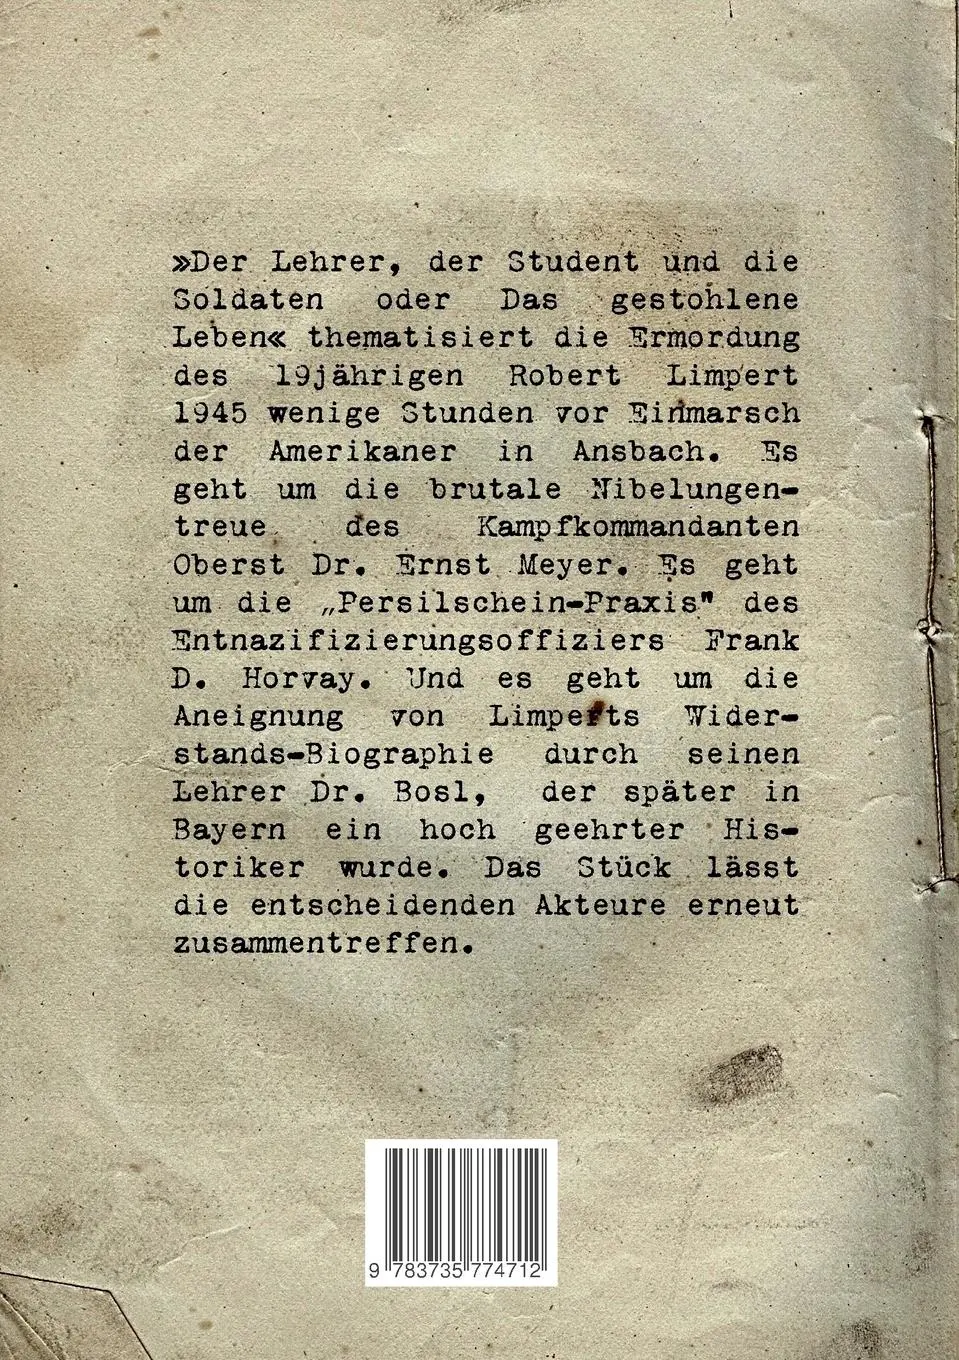 »Der Lehrer, der Student und die
Soldaten oder Das gestohlene
Leben« thematisiert die Ermordung
des 19jährigen Robert Limpert
1945 wenige Stunden vor Einmarsch
der Amerikaner in Ansbach. Es
geht um die brutale Nibelungen-
treue des Kampfkommandanten
Oberst Dr. Ernst Meyer. Es geht
um die „Persilschein-Praxis" des
Entnazifizierungsoffiziers Frank
D. Horvay. Und es geht um die
Aneignung von Limperts Wider-
stands-Biographie durch seinen
Lehrer Dr. Bosl, der später in
Bayern ein hoch geehrter His-
toriker wurde. Das Stück lässt
die entscheidenden Akteure erneut
zusammentreffen.
9 783735 774712